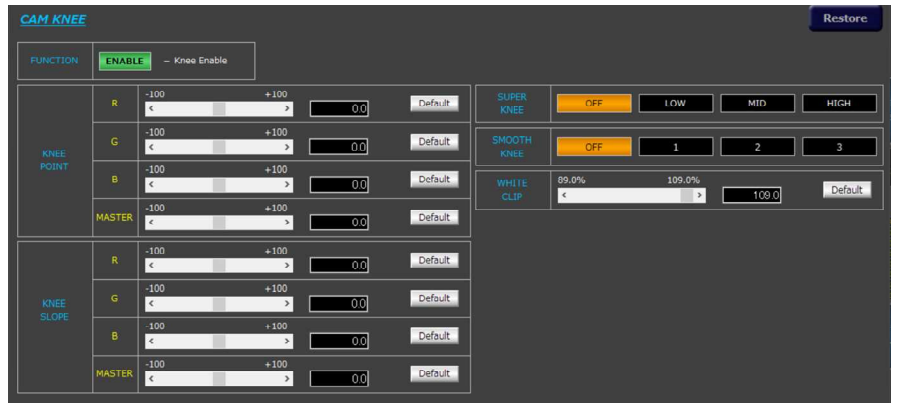 CAM KNEE
Restore
FUNCTION
ENABLE
– Knee Enable
KNEE
POINT
R
-100 +100
< >
0.0
Default
G
-100 +100
< >
0.0
Default
B
-100 +100
< >
0.0
Default
MASTER
-100 +100
< >
0.0
Default
KNEE
SLOPE
R
-100 +100
< >
0.0
Default
G
-100 +100
< >
0.0
Default
B
-100 +100
< >
0.0
Default
MASTER
-100 +100
< >
0.0
Default
SUPER
KNEE
OFF LOW MID HIGH
SMOOTH
KNEE
OFF 1 2 3
WHITE
CLIP
89.0% 109.0%
< >
109.0
Default